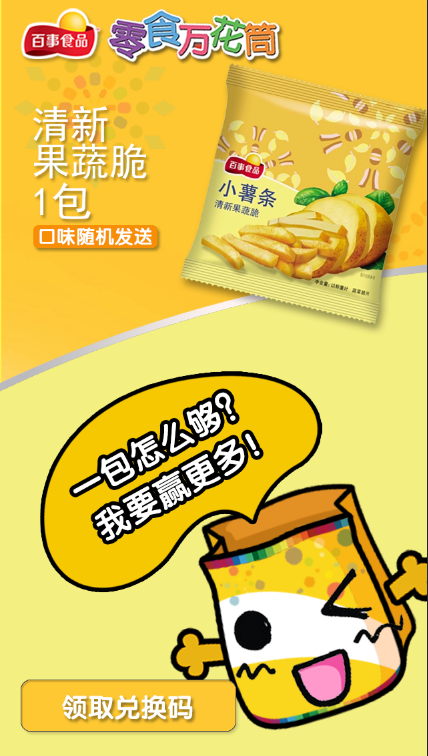 百事食品
零食万花筒
清新
果蔬脆
1包
口味随机发送
百事食品
小薯条
清新果蔬脆
一包怎么够?
我要赢更多!
领取兑换码